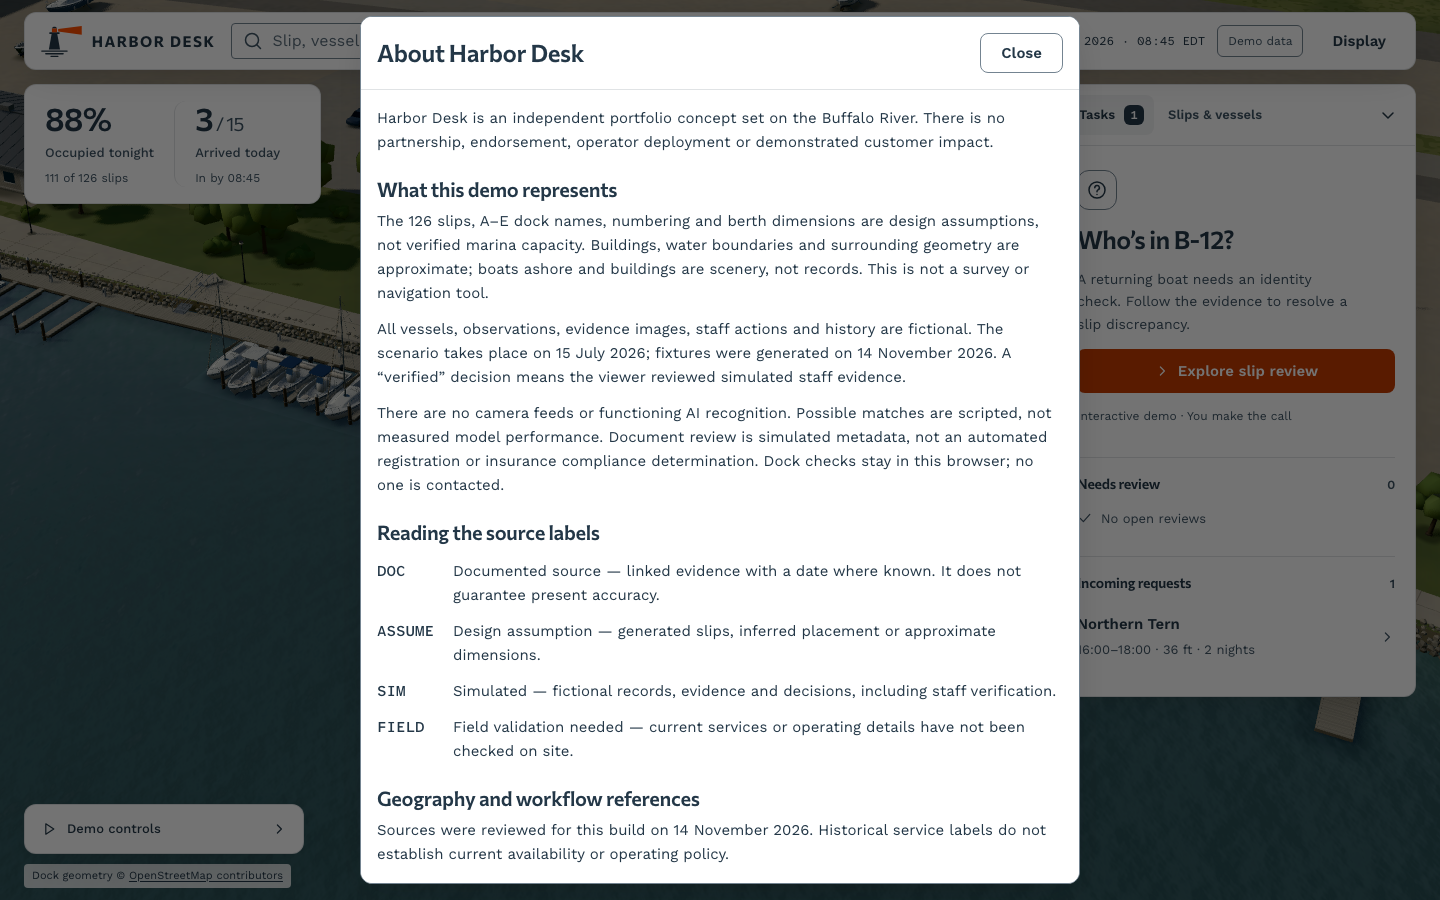 HARBOR DESK
Slip, vessel
2026 · 08:45 EDT
Demo data
Display
88%
Occupied tonight
111 of 126 slips
3 / 15
Arrived today
In by 08:45
About Harbor Desk
Close
Harbor Desk is an independent portfolio concept set on the Buffalo River. There is no
partnership, endorsement, operator deployment or demonstrated customer impact.
What this demo represents
The 126 slips, A–E dock names, numbering and berth dimensions are design assumptions,
not verified marina capacity. Buildings, water boundaries and surrounding geometry are
approximate; boats ashore and buildings are scenery, not records. This is not a survey or
navigation tool.
All vessels, observations, evidence images, staff actions and history are fictional. The
scenario takes place on 15 July 2026; fixtures were generated on 14 November 2026. A
“verified” decision means the viewer reviewed simulated staff evidence.
There are no camera feeds or functioning AI recognition. Possible matches are scripted, not
measured model performance. Document review is simulated metadata, not an automated
registration or insurance compliance determination. Dock checks stay in this browser; no
one is contacted.
Reading the source labels
DOC Documented source — linked evidence with a date where known. It does not
guarantee present accuracy.
ASSUME Design assumption — generated slips, inferred placement or approximate
dimensions.
SIM Simulated — fictional records, evidence and decisions, including staff verification.
FIELD Field validation needed — current services or operating details have not been
checked on site.
Geography and workflow references
Sources were reviewed for this build on 14 November 2026. Historical service labels do not
establish current availability or operating policy.
Tasks 1
Slips & vessels
Who’s in B-12?
A returning boat needs an identity
check. Follow the evidence to resolve a
slip discrepancy.
Explore slip review
Interactive demo · You make the call
Needs review 0
No open reviews
Incoming requests 1
Northern Tern
16:00–18:00 · 36 ft · 2 nights
Demo controls
Dock geometry © OpenStreetMap contributors